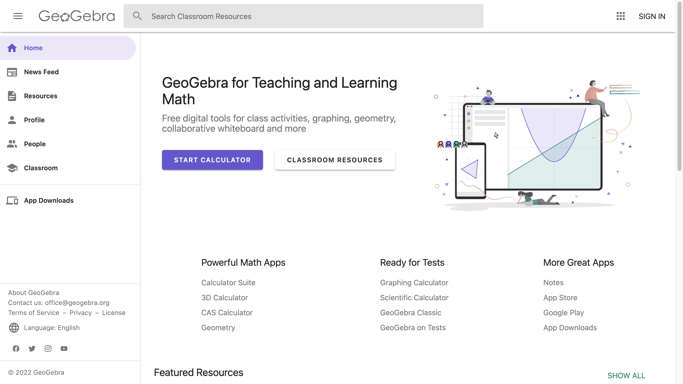 GeoGebra
Search Classroom Resources
SIGN IN
Home
News Feed
Resources
Profile
People
Classroom
App Downloads
About GeoGebra
Contact us: office@geogebra.org
Terms of Service – Privacy – License
Language: English
© 2022 GeoGebra
GeoGebra for Teaching and Learning
Math
Free digital tools for class activities, graphing, geometry,
collaborative whiteboard and more
START CALCULATOR
CLASSROOM RESOURCES
Powerful Math Apps
Calculator Suite
3D Calculator
CAS Calculator
Geometry
Ready for Tests
Graphing Calculator
Scientific Calculator
GeoGebra Classic
GeoGebra on Tests
More Great Apps
Notes
App Store
Google Play
App Downloads
Featured Resources
SHOW ALL